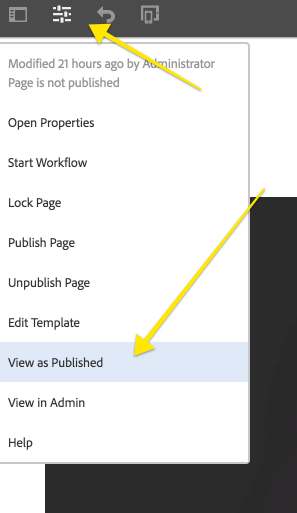 Modified 21 hours ago by Administrator
Page is not published
Open Properties
Start Workflow
Lock Page
Publish Page
Unpublish Page
Edit Template
View as Published
View in Admin
Help